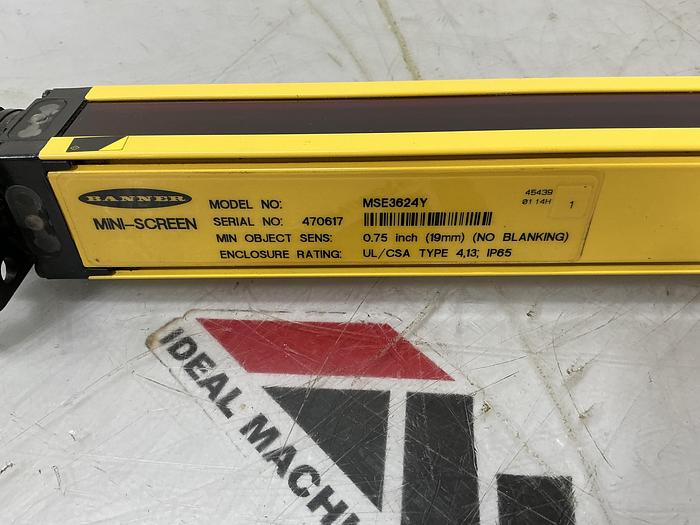 BANNER
MINI-SCREEN
MODEL NO: MSE3624Y
SERIAL NO: 470617
MIN OBJECT SENS: 0.75 inch (19mm) (NO BLANKING)
ENCLOSURE RATING: UL/CSA TYPE 4,13; IP65
45439
0114H
1
IDEAL MACHI